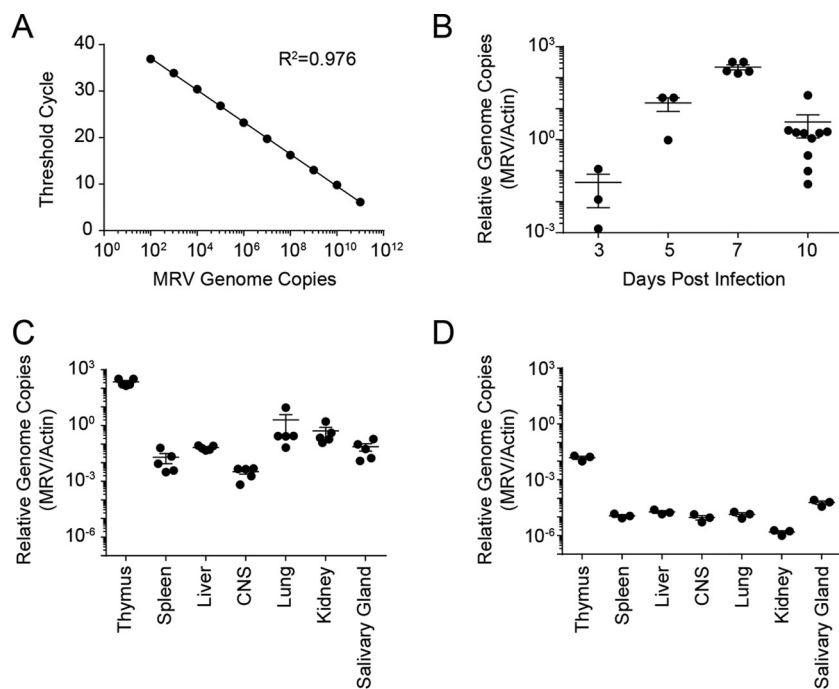 A
40
30
20
10
0
Threshold Cycle
R²=0.976
10⁰ 10² 10⁴ 10⁶ 10⁸ 10¹⁰ 10¹²
MRV Genome Copies
B
10³
10⁰
10⁻³
Relative Genome Copies
(MRV/Actin)
3 5 7 10
Days Post Infection
C
10³
10⁰
10⁻³
10⁻⁶
Relative Genome Copies
(MRV/Actin)
Thymus
Spleen
Liver
CNS
Lung
Kidney
Salivary Gland
D
10³
10⁰
10⁻³
10⁻⁶
Relative Genome Copies
(MRV/Actin)
Thymus
Spleen
Liver
CNS
Lung
Kidney
Salivary Gland